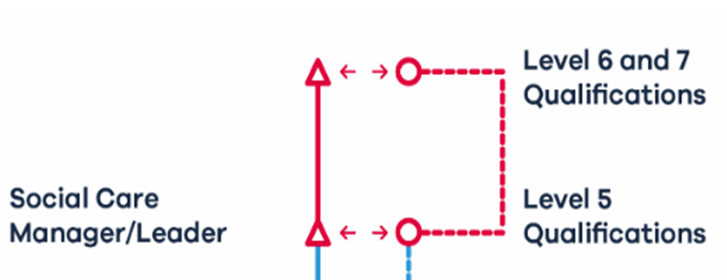 Level 6 and 7
Qualifications
Social Care
Manager/Leader
Level 5
Qualifications